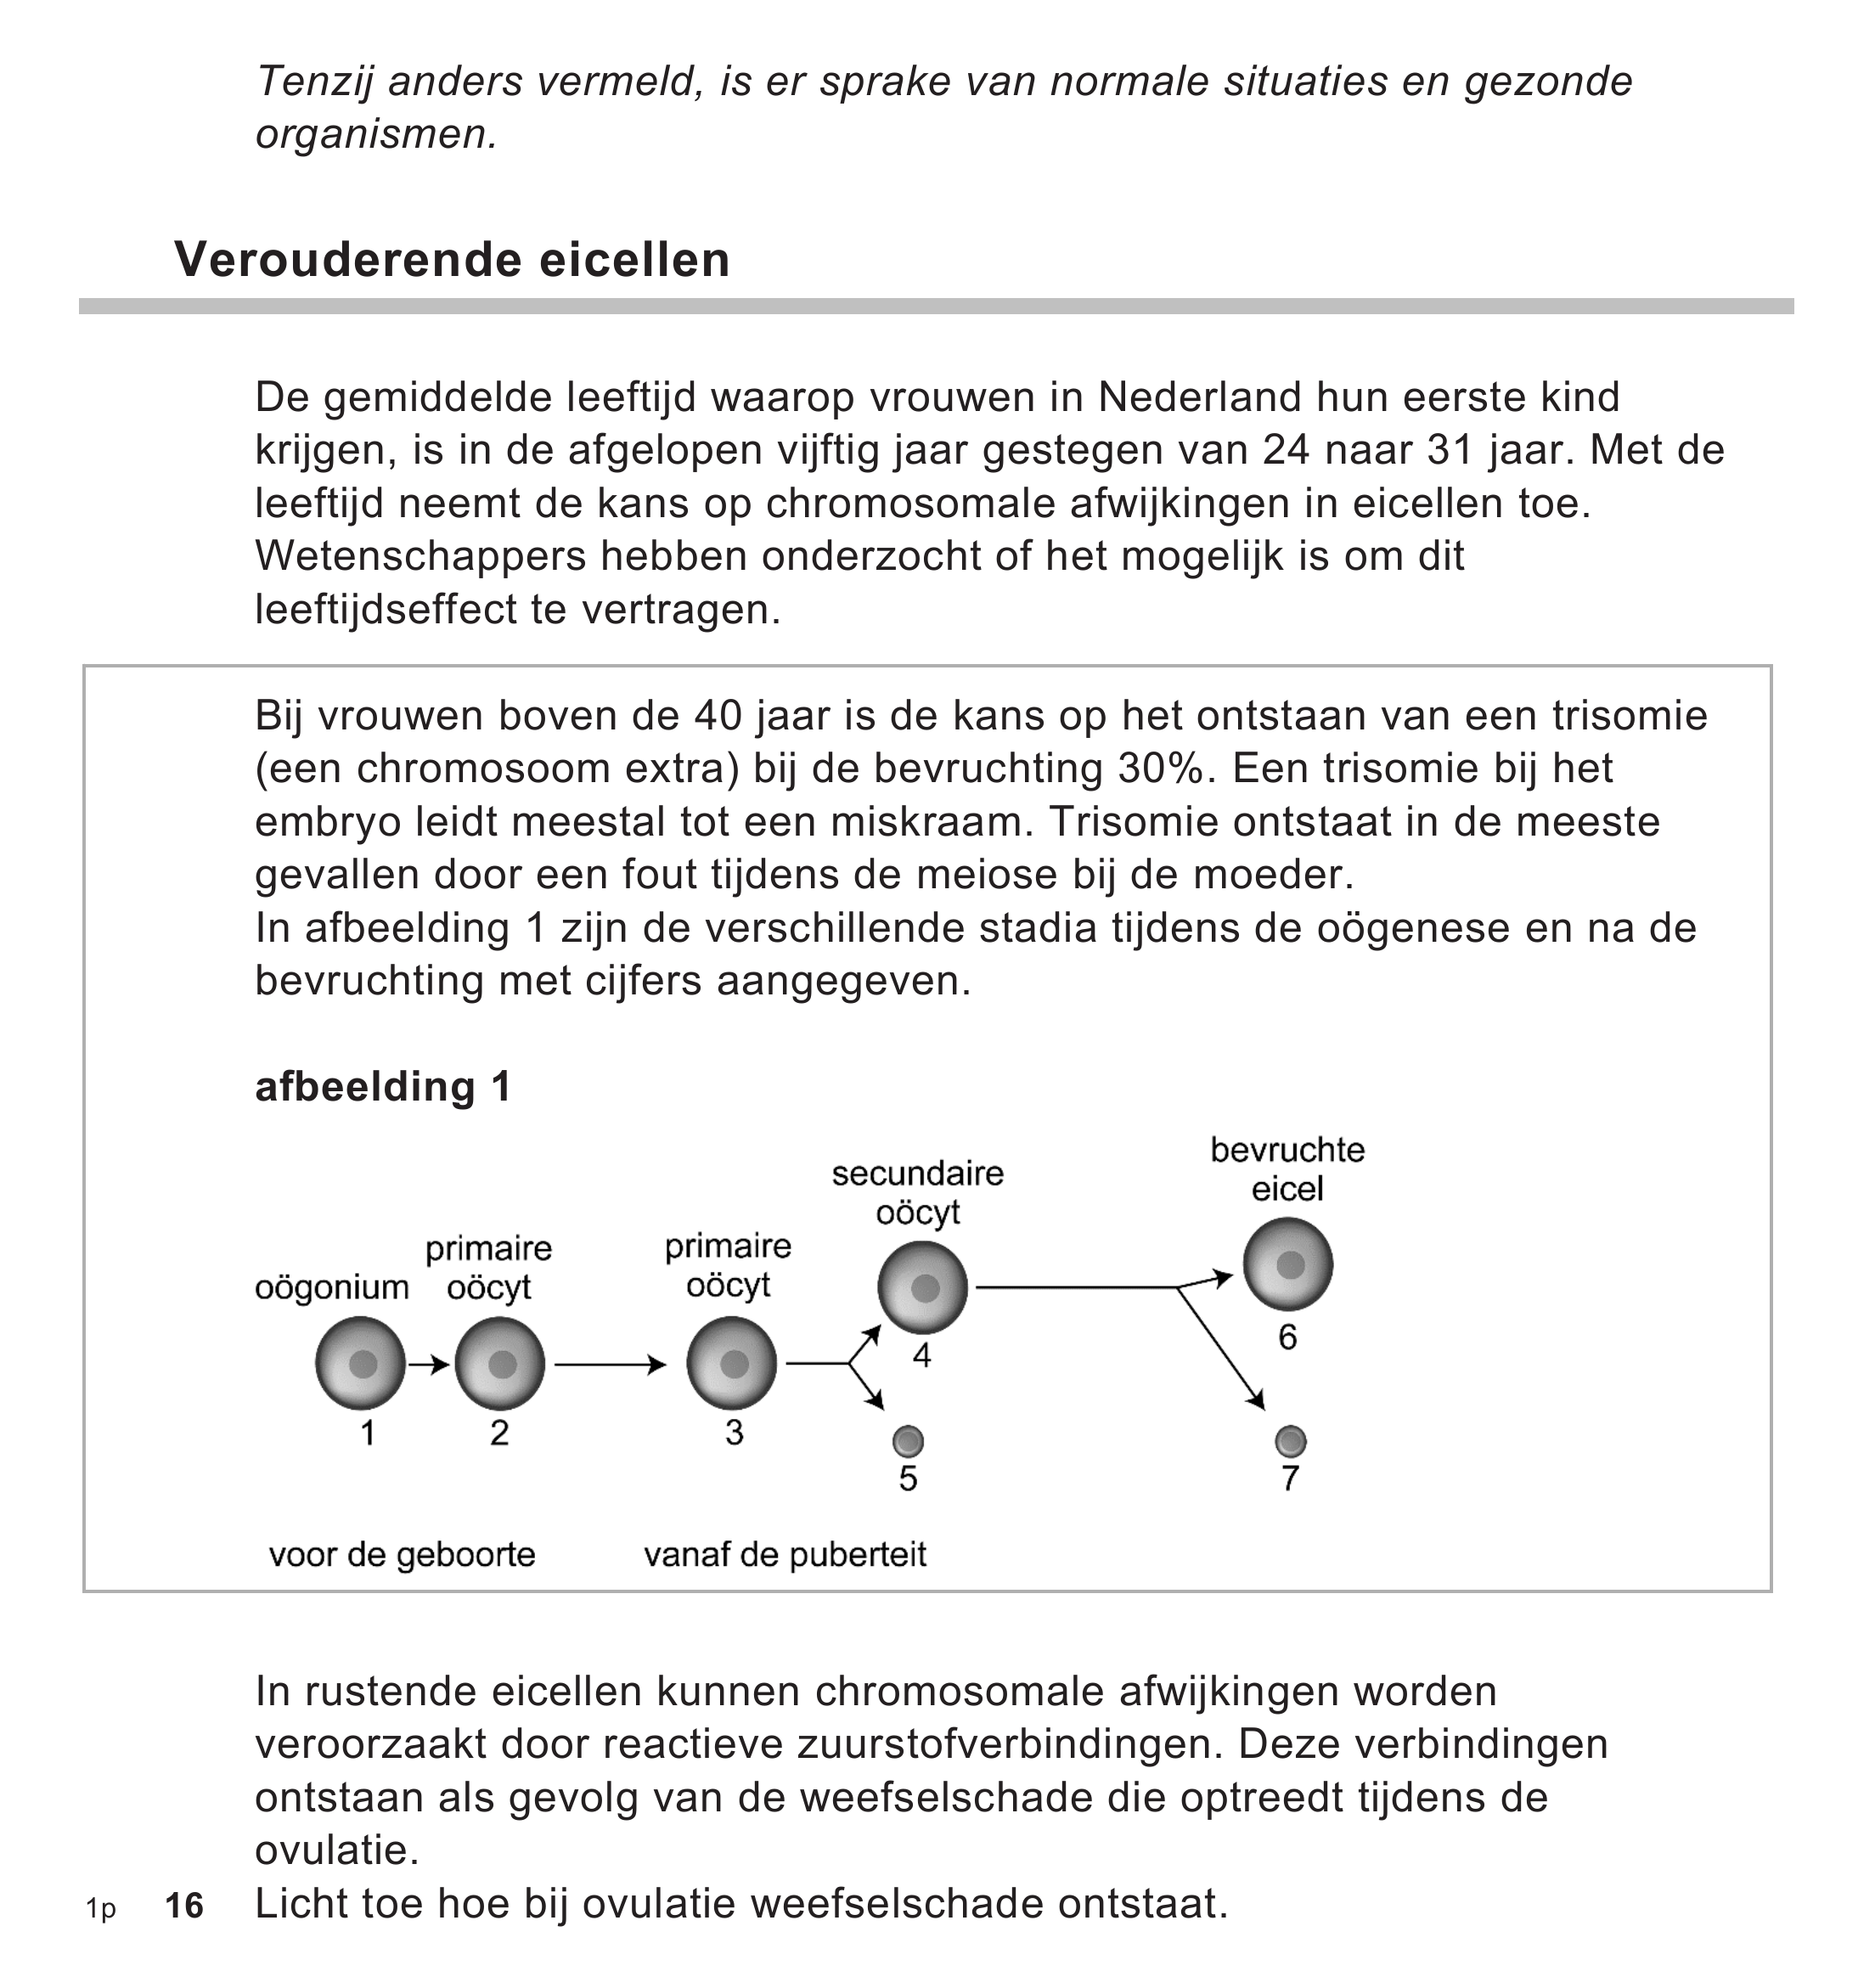 Tenzij anders vermeld, is er sprake van normale situaties en gezonde
organismen.
Verouderende eicellen
De gemiddelde leeftijd waarop vrouwen in Nederland hun eerste kind
krijgen, is in de afgelopen vijftig jaar gestegen van 24 naar 31 jaar. Met de
leeftijd neemt de kans op chromosomale afwijkingen in eicellen toe.
Wetenschappers hebben onderzocht of het mogelijk is om dit
leeftijdseffect te vertragen.
Bij vrouwen boven de 40 jaar is de kans op het ontstaan van een trisomie
(een chromosoom extra) bij de bevruchting 30%. Een trisomie bij het
embryo leidt meestal tot een miskraam. Trisomie ontstaat in de meeste
gevallen door een fout tijdens de meiose bij de moeder.
In afbeelding 1 zijn de verschillende stadia tijdens de oögenese en na de
bevruchting met cijfers aangegeven.
afbeelding 1
oögonium
primaire
oöcyt
primaire
oöcyt
secundaire
oöcyt
bevruchte
eicel
1
2
3
4
5
6
7
voor de geboorte
vanaf de puberteit
In rustende eicellen kunnen chromosomale afwijkingen worden
veroorzaakt door reactieve zuurstofverbindingen. Deze verbindingen
ontstaan als gevolg van de weefselschade die optreedt tijdens de
ovulatie.
1p 16 Licht toe hoe bij ovulatie weefselschade ontstaat.